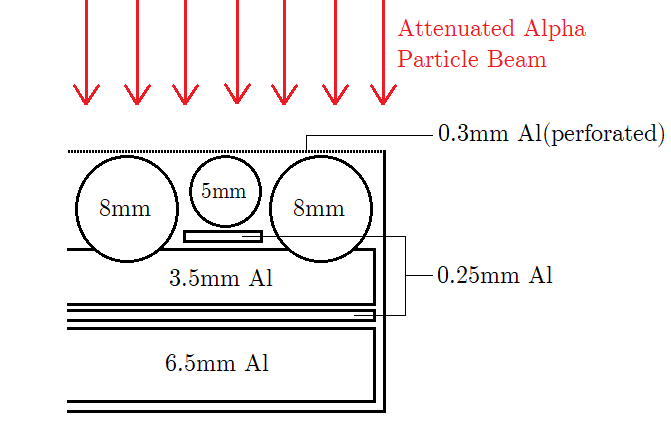 Attenuated Alpha
Particle Beam
0.3mm Al(perforated)
5mm
8mm
8mm
3.5mm Al
0.25mm Al
6.5mm Al